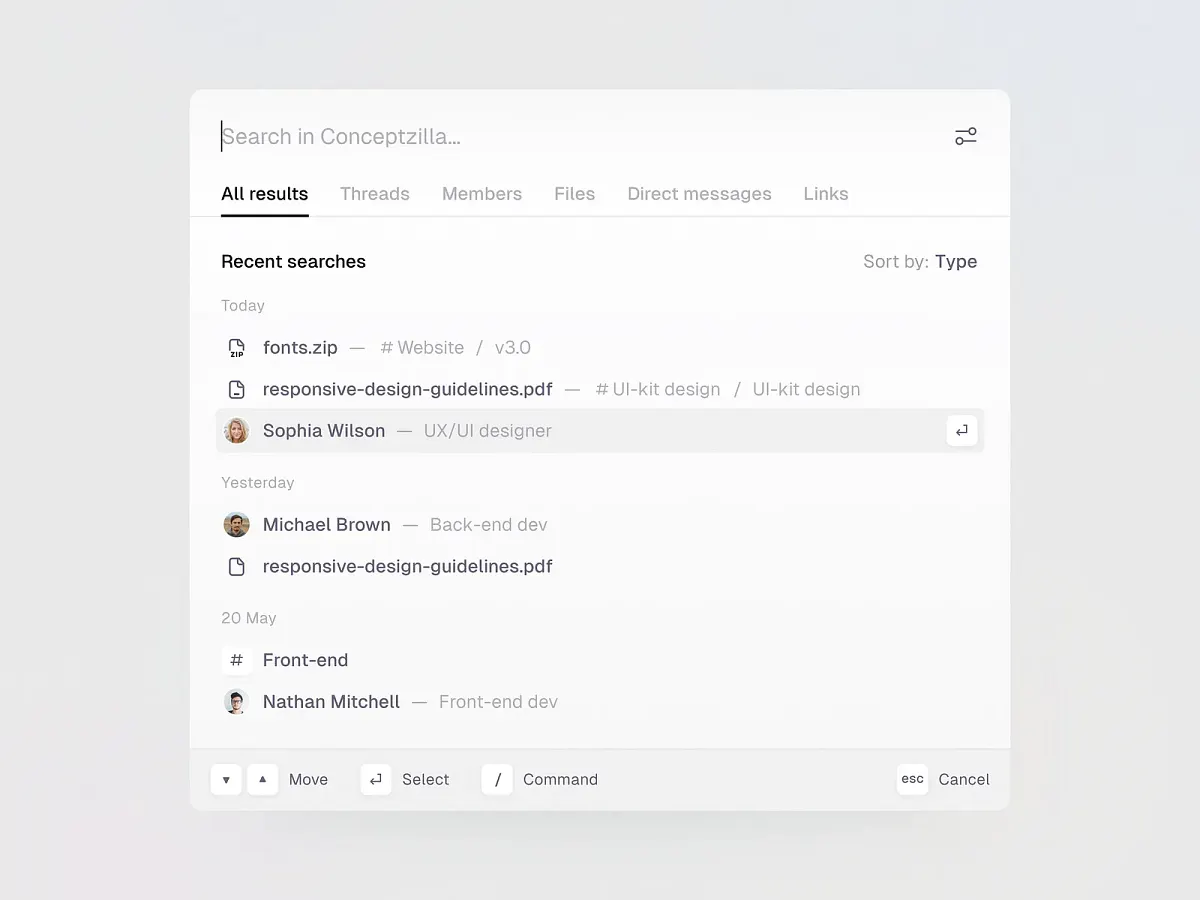 Search in Conceptzilla...
All results Threads Members Files Direct messages Links
Recent searches Sort by: Type
Today
ZIP fonts.zip — # Website / v3.0
responsive-design-guidelines.pdf — # UI-kit design / UI-kit design
Sophia Wilson — UX/UI designer
Yesterday
Michael Brown — Back-end dev
responsive-design-guidelines.pdf
20 May
# Front-end
Nathan Mitchell — Front-end dev
▼ ▲ Move ↵ Select / Command esc Cancel